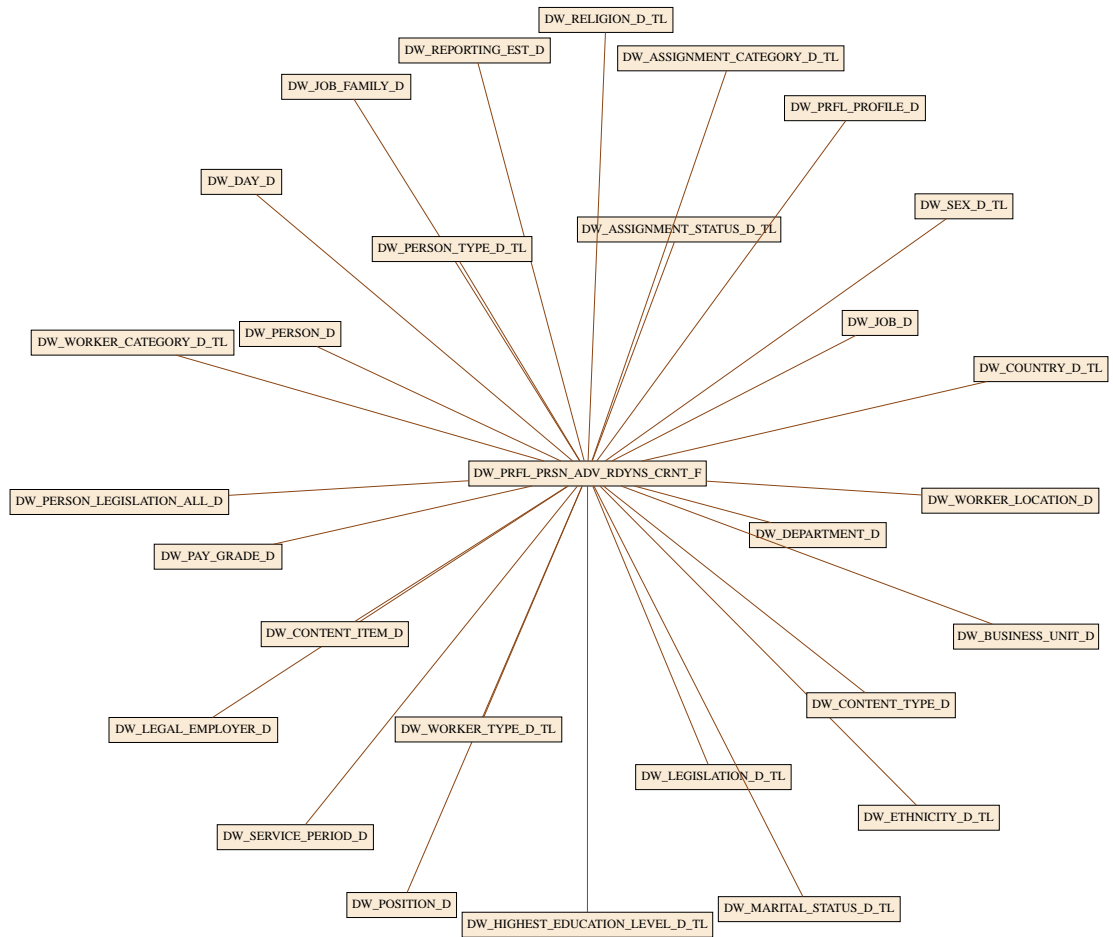 DW_RELIGION_D_TL
DW_REPORTING_EST_D
DW_ASSIGNMENT_CATEGORY_D_TL
DW_JOB_FAMILY_D
DW_PRFL_PROFILE_D
DW_DAY_D
DW_SEX_D_TL
DW_ASSIGNMENT_STATUS_D_TL
DW_PERSON_TYPE_D_TL
DW_JOB_D
DW_PERSON_D
DW_WORKER_CATEGORY_D_TL
DW_COUNTRY_D_TL
DW_PRFL_PRSN_ADV_RDYNS_CRNT_F
DW_PERSON_LEGISLATION_ALL_D
DW_WORKER_LOCATION_D
DW_DEPARTMENT_D
DW_PAY_GRADE_D
DW_CONTENT_ITEM_D
DW_BUSINESS_UNIT_D
DW_CONTENT_TYPE_D
DW_LEGAL_EMPLOYER_D
DW_WORKER_TYPE_D_TL
DW_LEGISLATION_D_TL
DW_ETHNICITY_D_TL
DW_SERVICE_PERIOD_D
DW_POSITION_D
DW_MARITAL_STATUS_D_TL
DW_HIGHEST_EDUCATION_LEVEL_D_TL